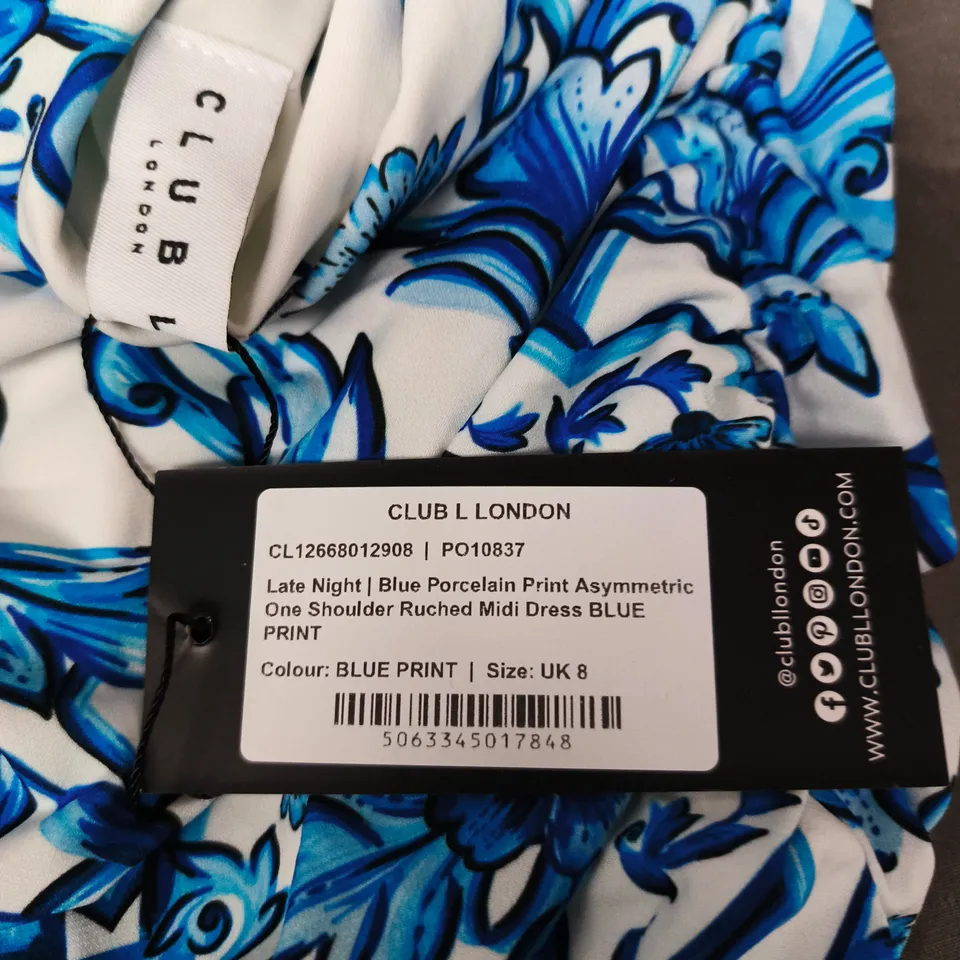 CLUB L
LONDON
CLUB L LONDON
CL12668012908 | PO10837
Late Night | Blue Porcelain Print Asymmetric
One Shoulder Ruched Midi Dress BLUE
PRINT
Colour: BLUE PRINT | Size: UK 8
5063345017848
@clubllondon
WWW.CLUBLLONDON.COM